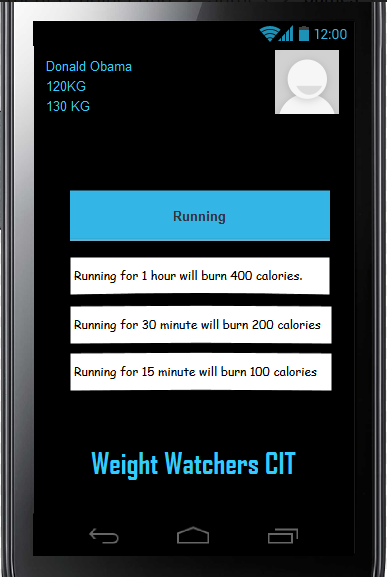 12:00
Donald Obama
120KG
130 KG
Running
Running for 1 hour will burn 400 calories.
Running for 30 minute will burn 200 calories
Running for 15 minute will burn 100 calories
Weight Watchers CIT